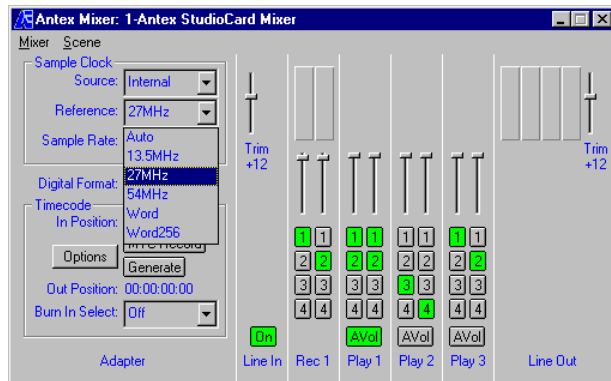 Antex Mixer: 1-Antex StudioCard Mixer
Mixer Scene
Sample Clock
Source: Internal
Reference: 27MHz
Sample Rate:
Auto
13.5MHz
27MHz
54MHz
Word
Word256
Digital Format:
Timecode
In Position:
MTC Record
Options
Generate
Out Position: 00:00:00:00
Burn In Select: Off
Adapter
Trim
+12
On
Line In
1 1
2 2
3 3
4 4
Rec 1
1 1
2 2
3 3
4 4
AVol
Play 1
1 1
2 2
3 3
4 4
AVol
Play 2
1 1
2 2
3 3
4 4
AVol
Play 3
Trim
+12
Line Out